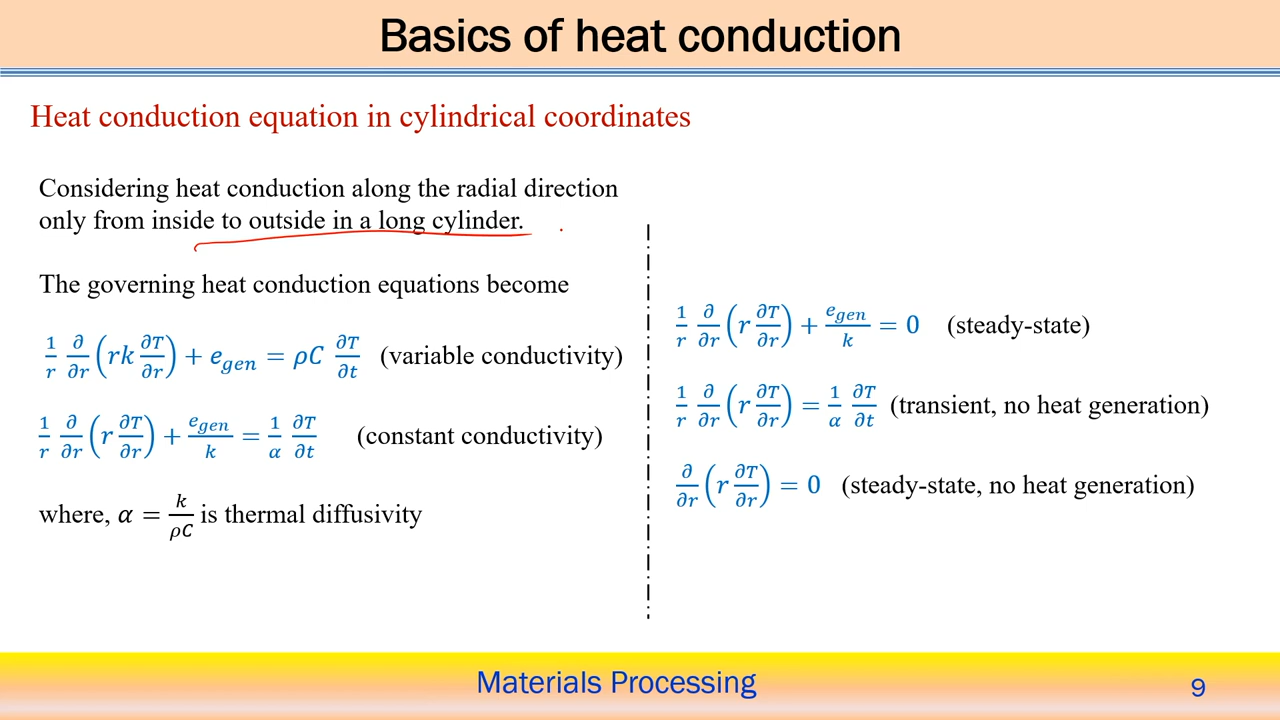 Basics of heat conduction
Heat conduction equation in cylindrical coordinates
Considering heat conduction along the radial direction
only from inside to outside in a long cylinder.
The governing heat conduction equations become
1/r ∂/∂r (rk ∂T/∂r) + e_gen = ρC ∂T/∂t (variable conductivity)
1/r ∂/∂r (r ∂T/∂r) + e_gen/k = 1/α ∂T/∂t (constant conductivity)
where, α = k/ρC is thermal diffusivity
1/r ∂/∂r (r ∂T/∂r) + e_gen/k = 0 (steady-state)
1/r ∂/∂r (r ∂T/∂r) = 1/α ∂T/∂t (transient, no heat generation)
∂/∂r (r ∂T/∂r) = 0 (steady-state, no heat generation)
Materials Processing
9